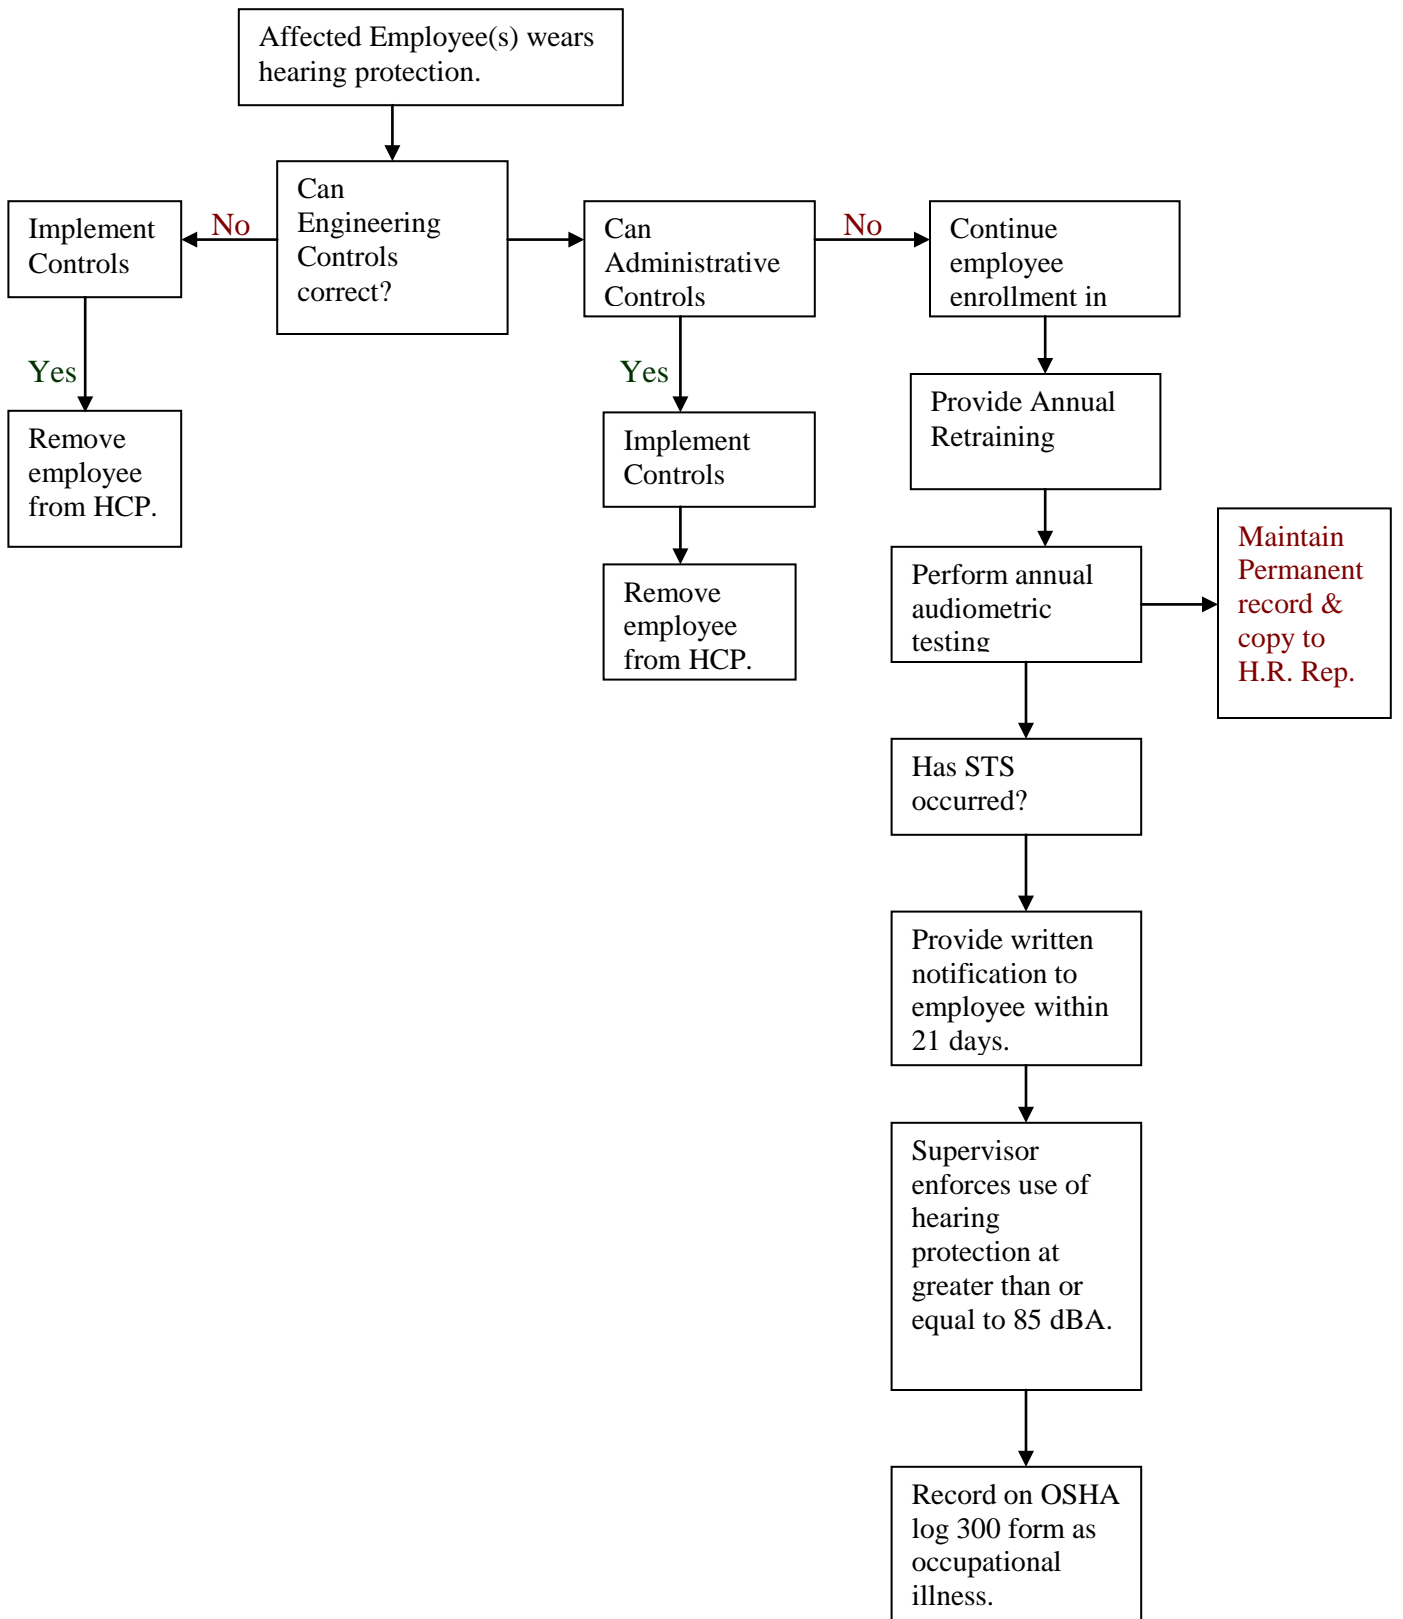 Affected Employee(s) wears
hearing protection.
Can
Engineering
Controls
correct?
No
Implement
Controls
Yes
Remove
employee
from HCP.
Can
Administrative
Controls
Yes
Implement
Controls
Remove
employee
from HCP.
No
Continue
employee
enrollment in
Provide Annual
Retraining
Perform annual
audiometric
testing
Maintain
Permanent
record &
copy to
H.R. Rep.
Has STS
occurred?
Provide written
notification to
employee within
21 days.
Supervisor
enforces use of
hearing
protection at
greater than or
equal to 85 dBA.
Record on OSHA
log 300 form as
occupational
illness.